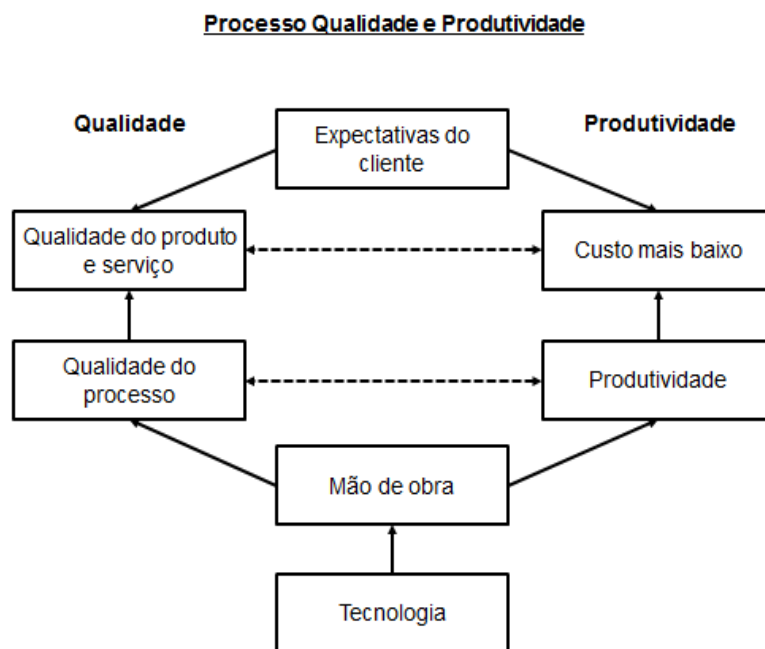 Processo Qualidade e Produtividade
Qualidade
Expectativas do
cliente
Produtividade
Qualidade do produto
e serviço
Custo mais baixo
Qualidade do
processo
Produtividade
Mão de obra
Tecnologia